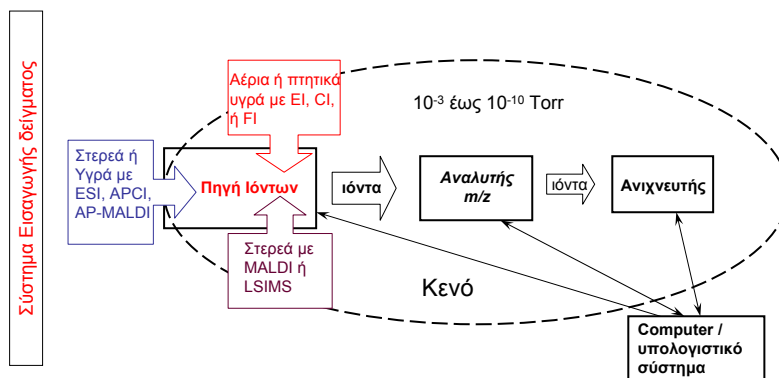 Σύστημα Εισαγωγής δείγματος
Αέρια ή πτητικά
υγρά με EI, CI,
ή FI
10-3 έως 10-10 Torr
Στερεά ή
Υγρά με
ESI, APCI,
AP-MALDI
Πηγή Ιόντων
ιόντα
Αναλυτής
m/z
ιόντα
Ανιχνευτής
Στερεά με
MALDI ή
LSIMS
Κενό
Computer /
υπολογιστικό
σύστημα